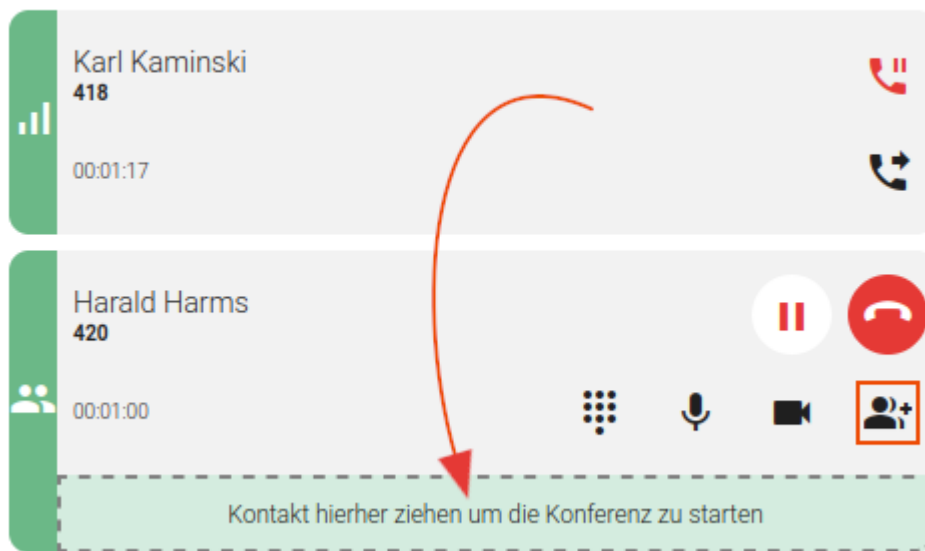 Karl Kaminski
418
00:01:17
Harald Harms
420
00:01:00
Kontakt hierher ziehen um die Konferenz zu starten